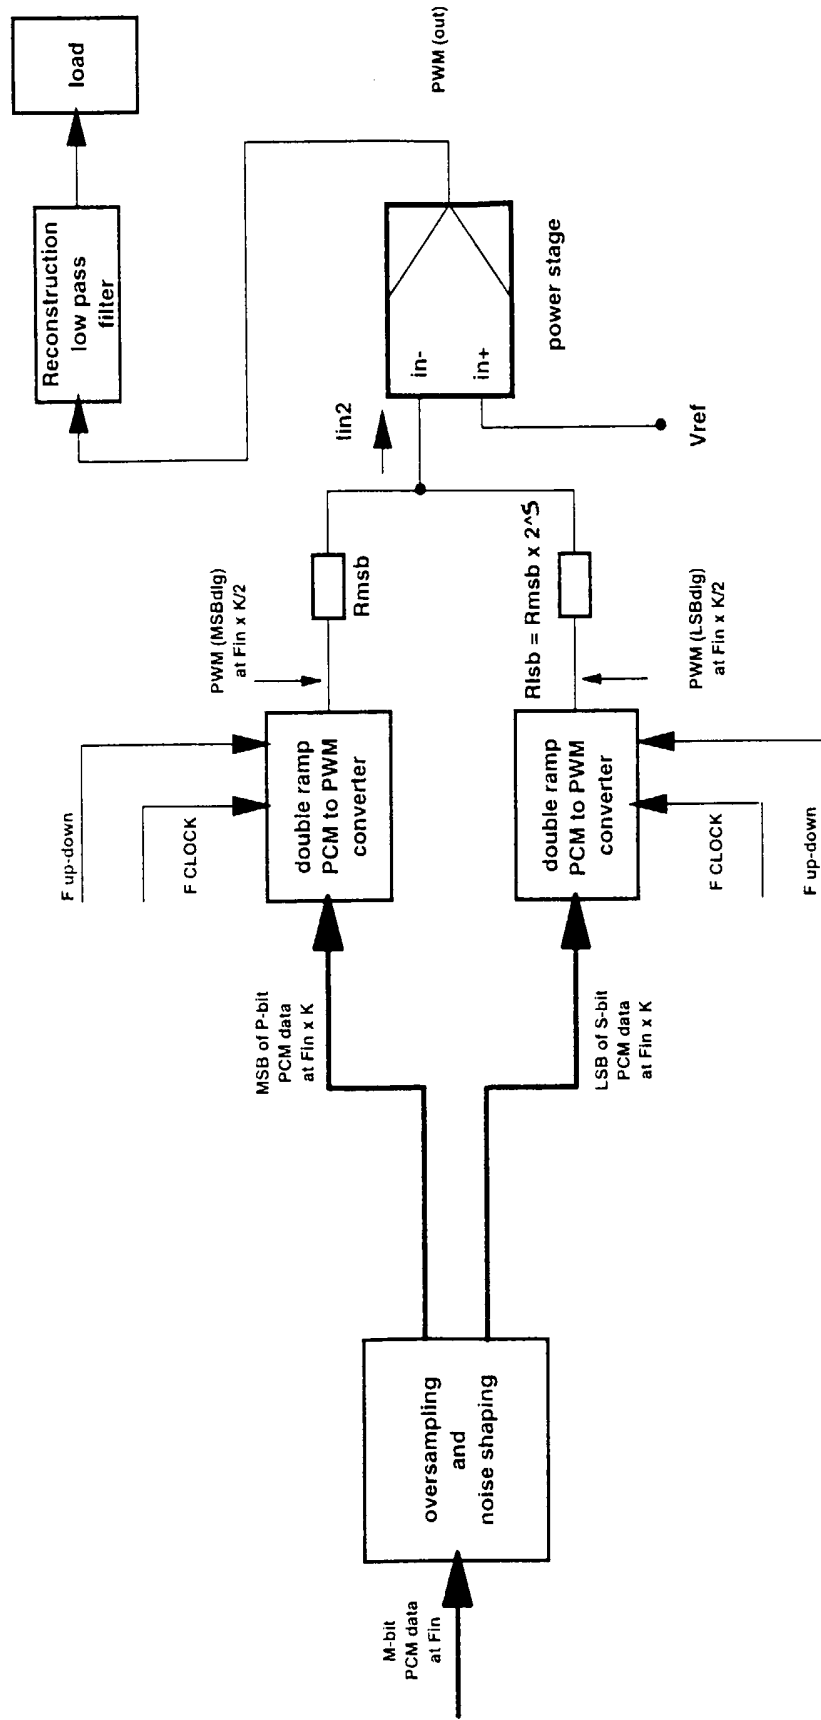 M-bit
PCM data
at Fin
oversampling
and
noise shaping
MSB of P-bit
PCM data
at Fin x K
LSB of S-bit
PCM data
at Fin x K
F up-down
F CLOCK
double ramp
PCM to PWM
converter
double ramp
PCM to PWM
converter
F CLOCK
F up-down
PWM (MSBdig)
at Fin x K/2
Rmsb
Rlsb = Rmsb x 2^S
PWM (LSBdig)
at Fin x K/2
Iin2
Vref
in-
in+
power stage
PWM (out)
Reconstruction
low pass
filter
load